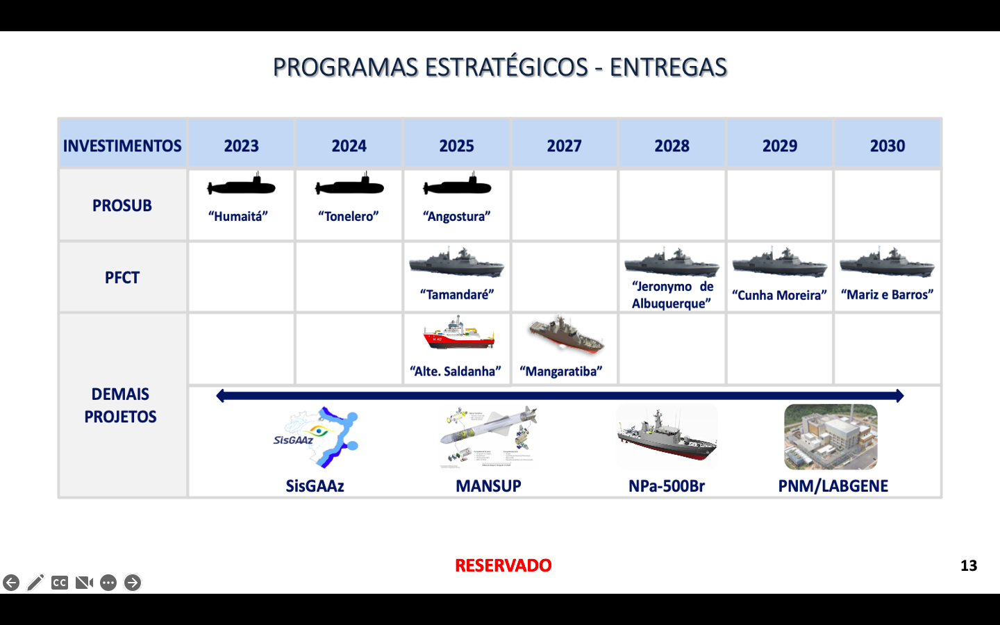 PROGRAMAS ESTRATÉGICOS - ENTREGAS
INVESTIMENTOS
2023
2024
2025
2027
2028
2029
2030
PROSUB
“Humaitá”
“Tonelero”
“Angostura”
PFCT
“Tamandaré”
“Jeronymo de
Albuquerque”
“Cunha Moreira”
“Mariz e Barros”
DEMAIS
PROJETOS
“Alte. Saldanha”
“Mangaratiba”
H 42
SisGAAz
SisGAAz
MANSUP
NPa-500Br
PNM/LABGENE
RESERVADO
13
CC